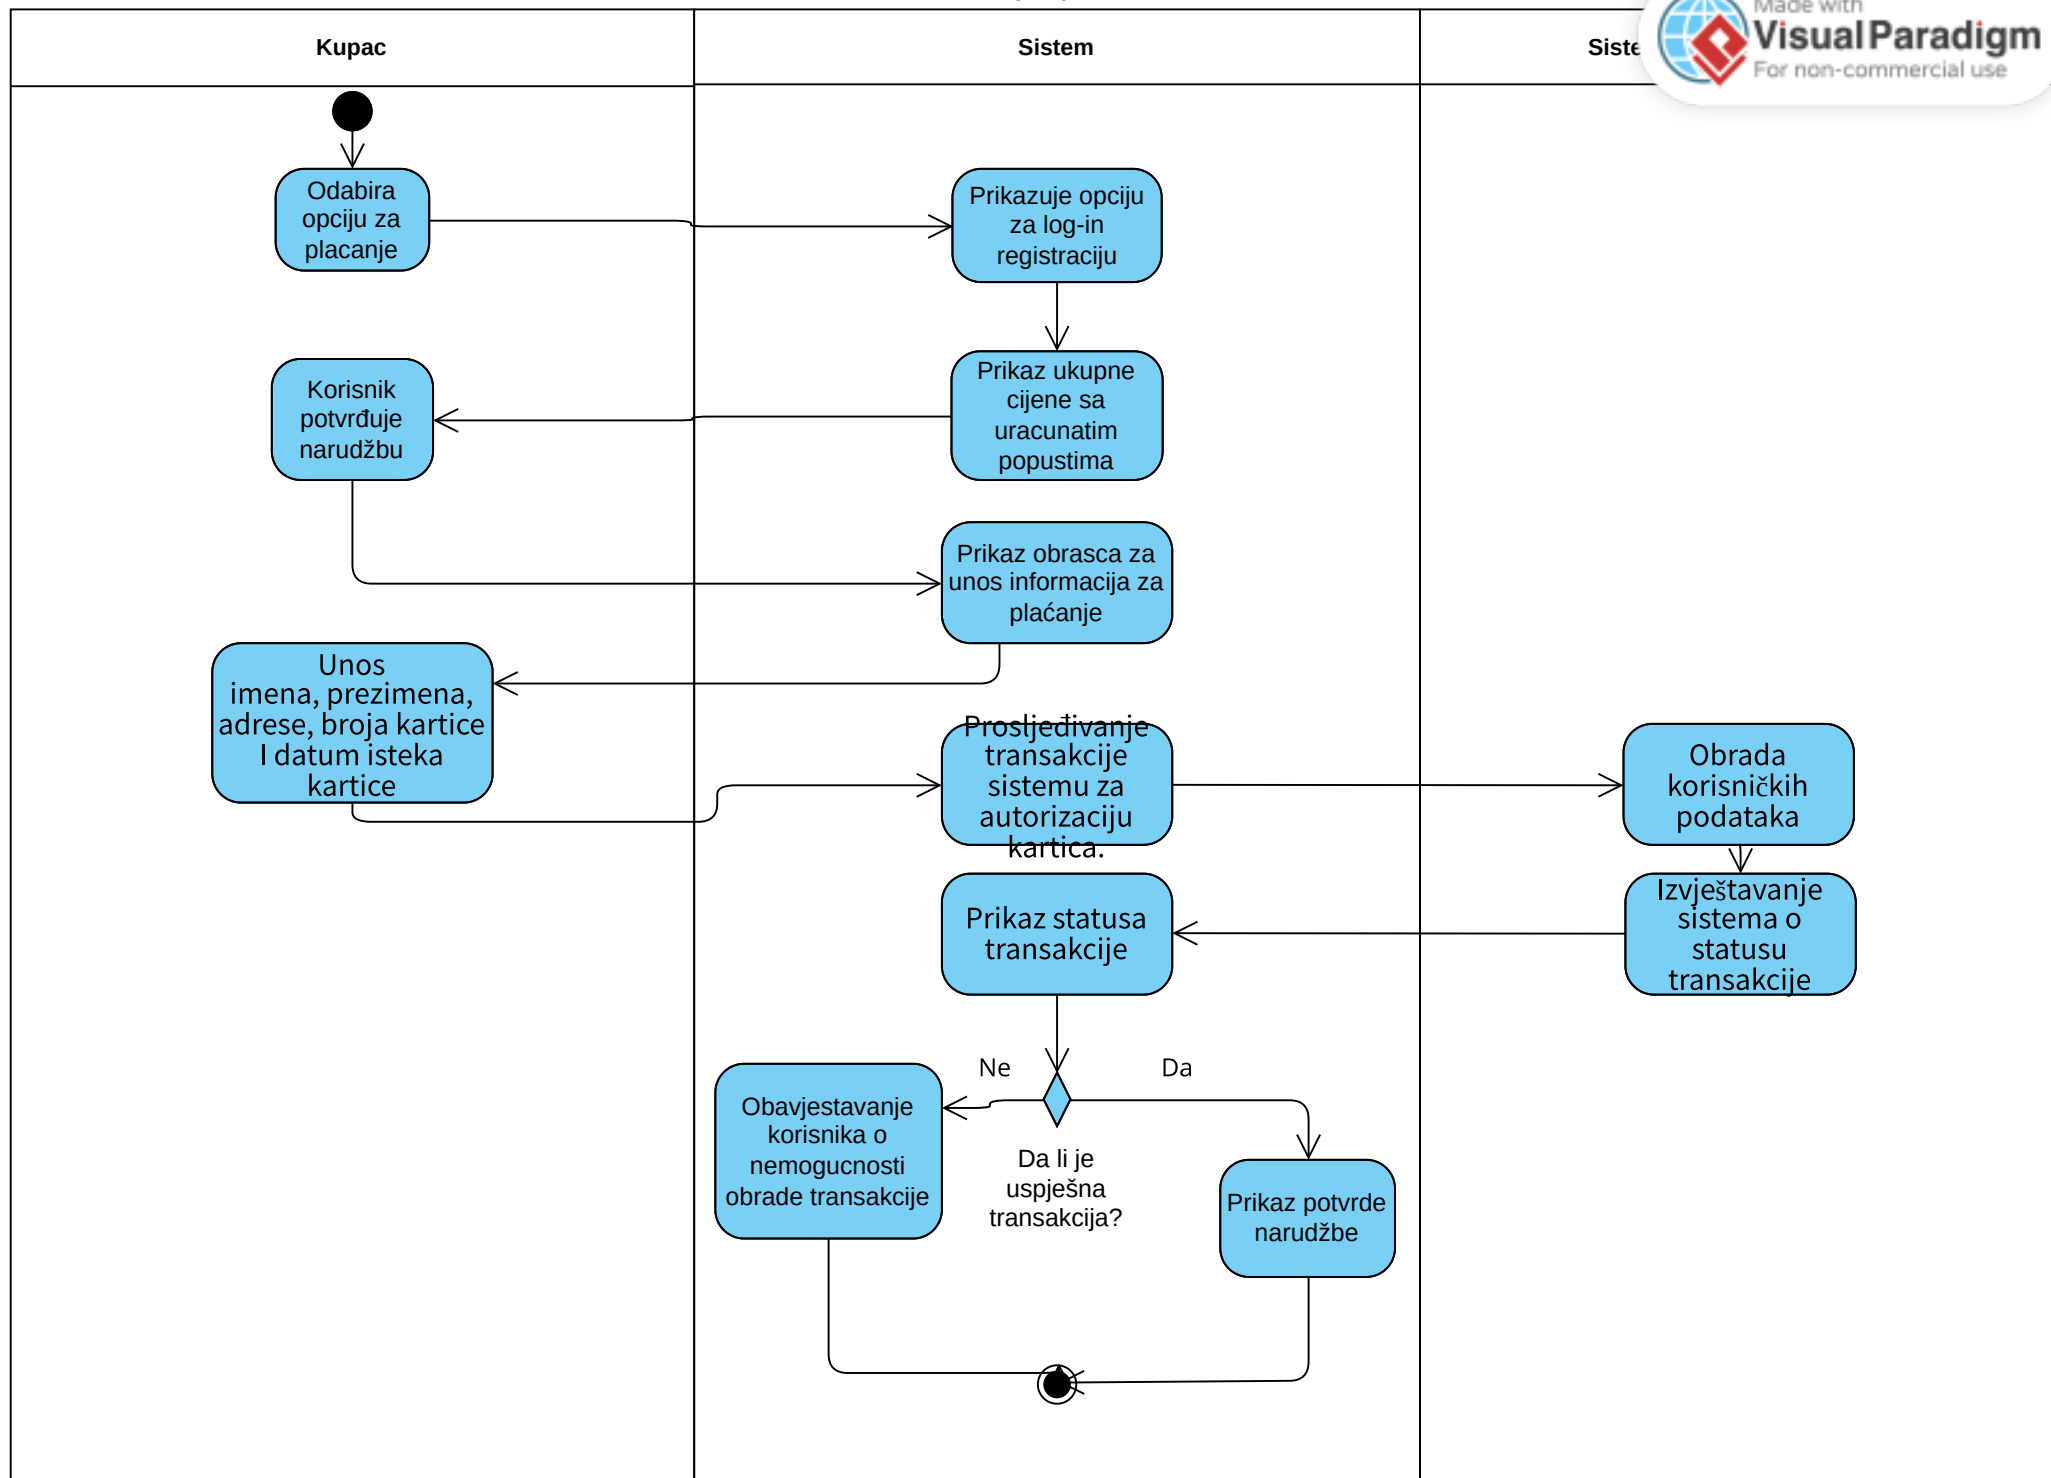 Kupac
Sistem
Made with
Visual Paradigm
For non-commercial use
Odabira
opciju za
placanje
Prikazuje opciju
za log-in
registraciju
Korisnik
potvrđuje
narudžbu
Prikaz ukupne
cijene sa
uracunatim
popustima
Prikaz obrasca za
unos informacija za
plaćanje
Unos
imena, prezimena,
adrese, broja kartice
I datum isteka
kartice
Prosljeđivanje
transakcije
sistemu za
autorizaciju
kartica.
Obrada
korisničkih
podataka
Prikaz statusa
transakcije
Izvještavanje
sistema o
statusu
transakcije
Ne
Da
Obavjestavanje
korisnika o
nemogucnosti
obrade transakcije
Da li je
uspješna
transakcija?
Prikaz potvrde
narudžbe